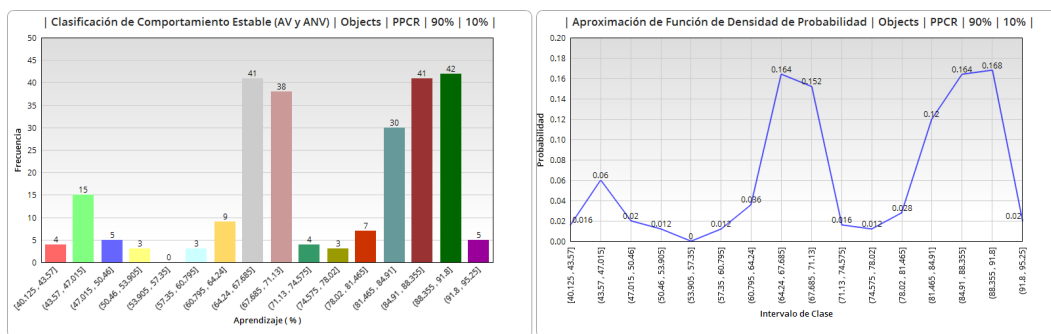 | Clasificación de Comportamiento Estable (AV y ANV) | Objects | PPCR | 90% | 10% |
50
45
40
35
30
25
20
15
10
5
0
Frecuencia
4
15
5
3
0
3
9
41
38
4
3
7
30
41
42
5
[40.125 , 43.57]
(43.57 , 47.015]
(47.015 , 50.46]
(50.46 , 53.905]
(53.905 , 57.35]
(57.35 , 60.795]
(60.795 , 64.24]
(64.24 , 67.685]
(67.685 , 71.13]
(71.13 , 74.575]
(74.575 , 78.02]
(78.02 , 81.465]
(81.465 , 84.91]
(84.91 , 88.355]
(88.355 , 91.8]
(91.8 , 95.25]
Aprendizaje ( % )
| Aproximación de Función de Densidad de Probabilidad | Objects | PPCR | 90% | 10% |
0.20
0.18
0.16
0.14
0.12
0.10
0.08
0.06
0.04
0.02
0.00
Probabilidad
0.016
0.06
0.02
0.012
0
0.012
0.036
0.164
0.152
0.016
0.012
0.028
0.12
0.164
0.168
0.02
[40.125 , 43.57]
(43.57 , 47.015]
(47.015 , 50.46]
(50.46 , 53.905]
(53.905 , 57.35]
(57.35 , 60.795]
(60.795 , 64.24]
(64.24 , 67.685]
(67.685 , 71.13]
(71.13 , 74.575]
(74.575 , 78.02]
(78.02 , 81.465]
(81.465 , 84.91]
(84.91 , 88.355]
(88.355 , 91.8]
(91.8 , 95.25]
Intervalo de Clase